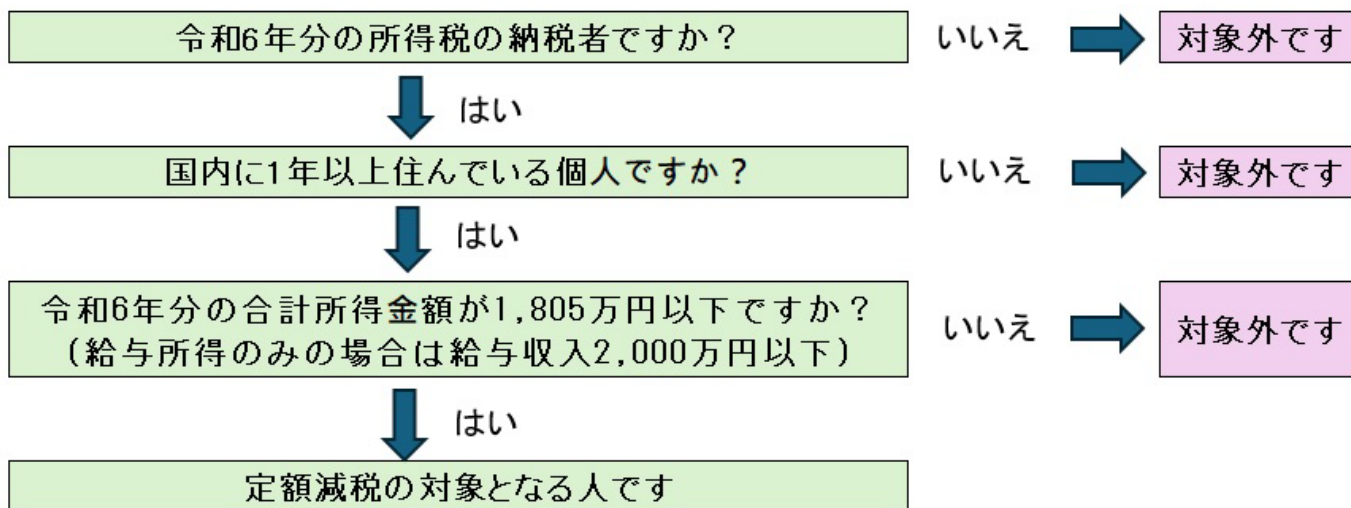 令和6年分の所得税の納税者ですか？
いいえ
対象外です
はい
国内に1年以上住んでいる個人ですか？
いいえ
対象外です
はい
令和6年分の合計所得金額が1,805万円以下ですか？
（給与所得のみの場合は給与収入2,000万円以下）
いいえ
対象外です
はい
定額減税の対象となる人です